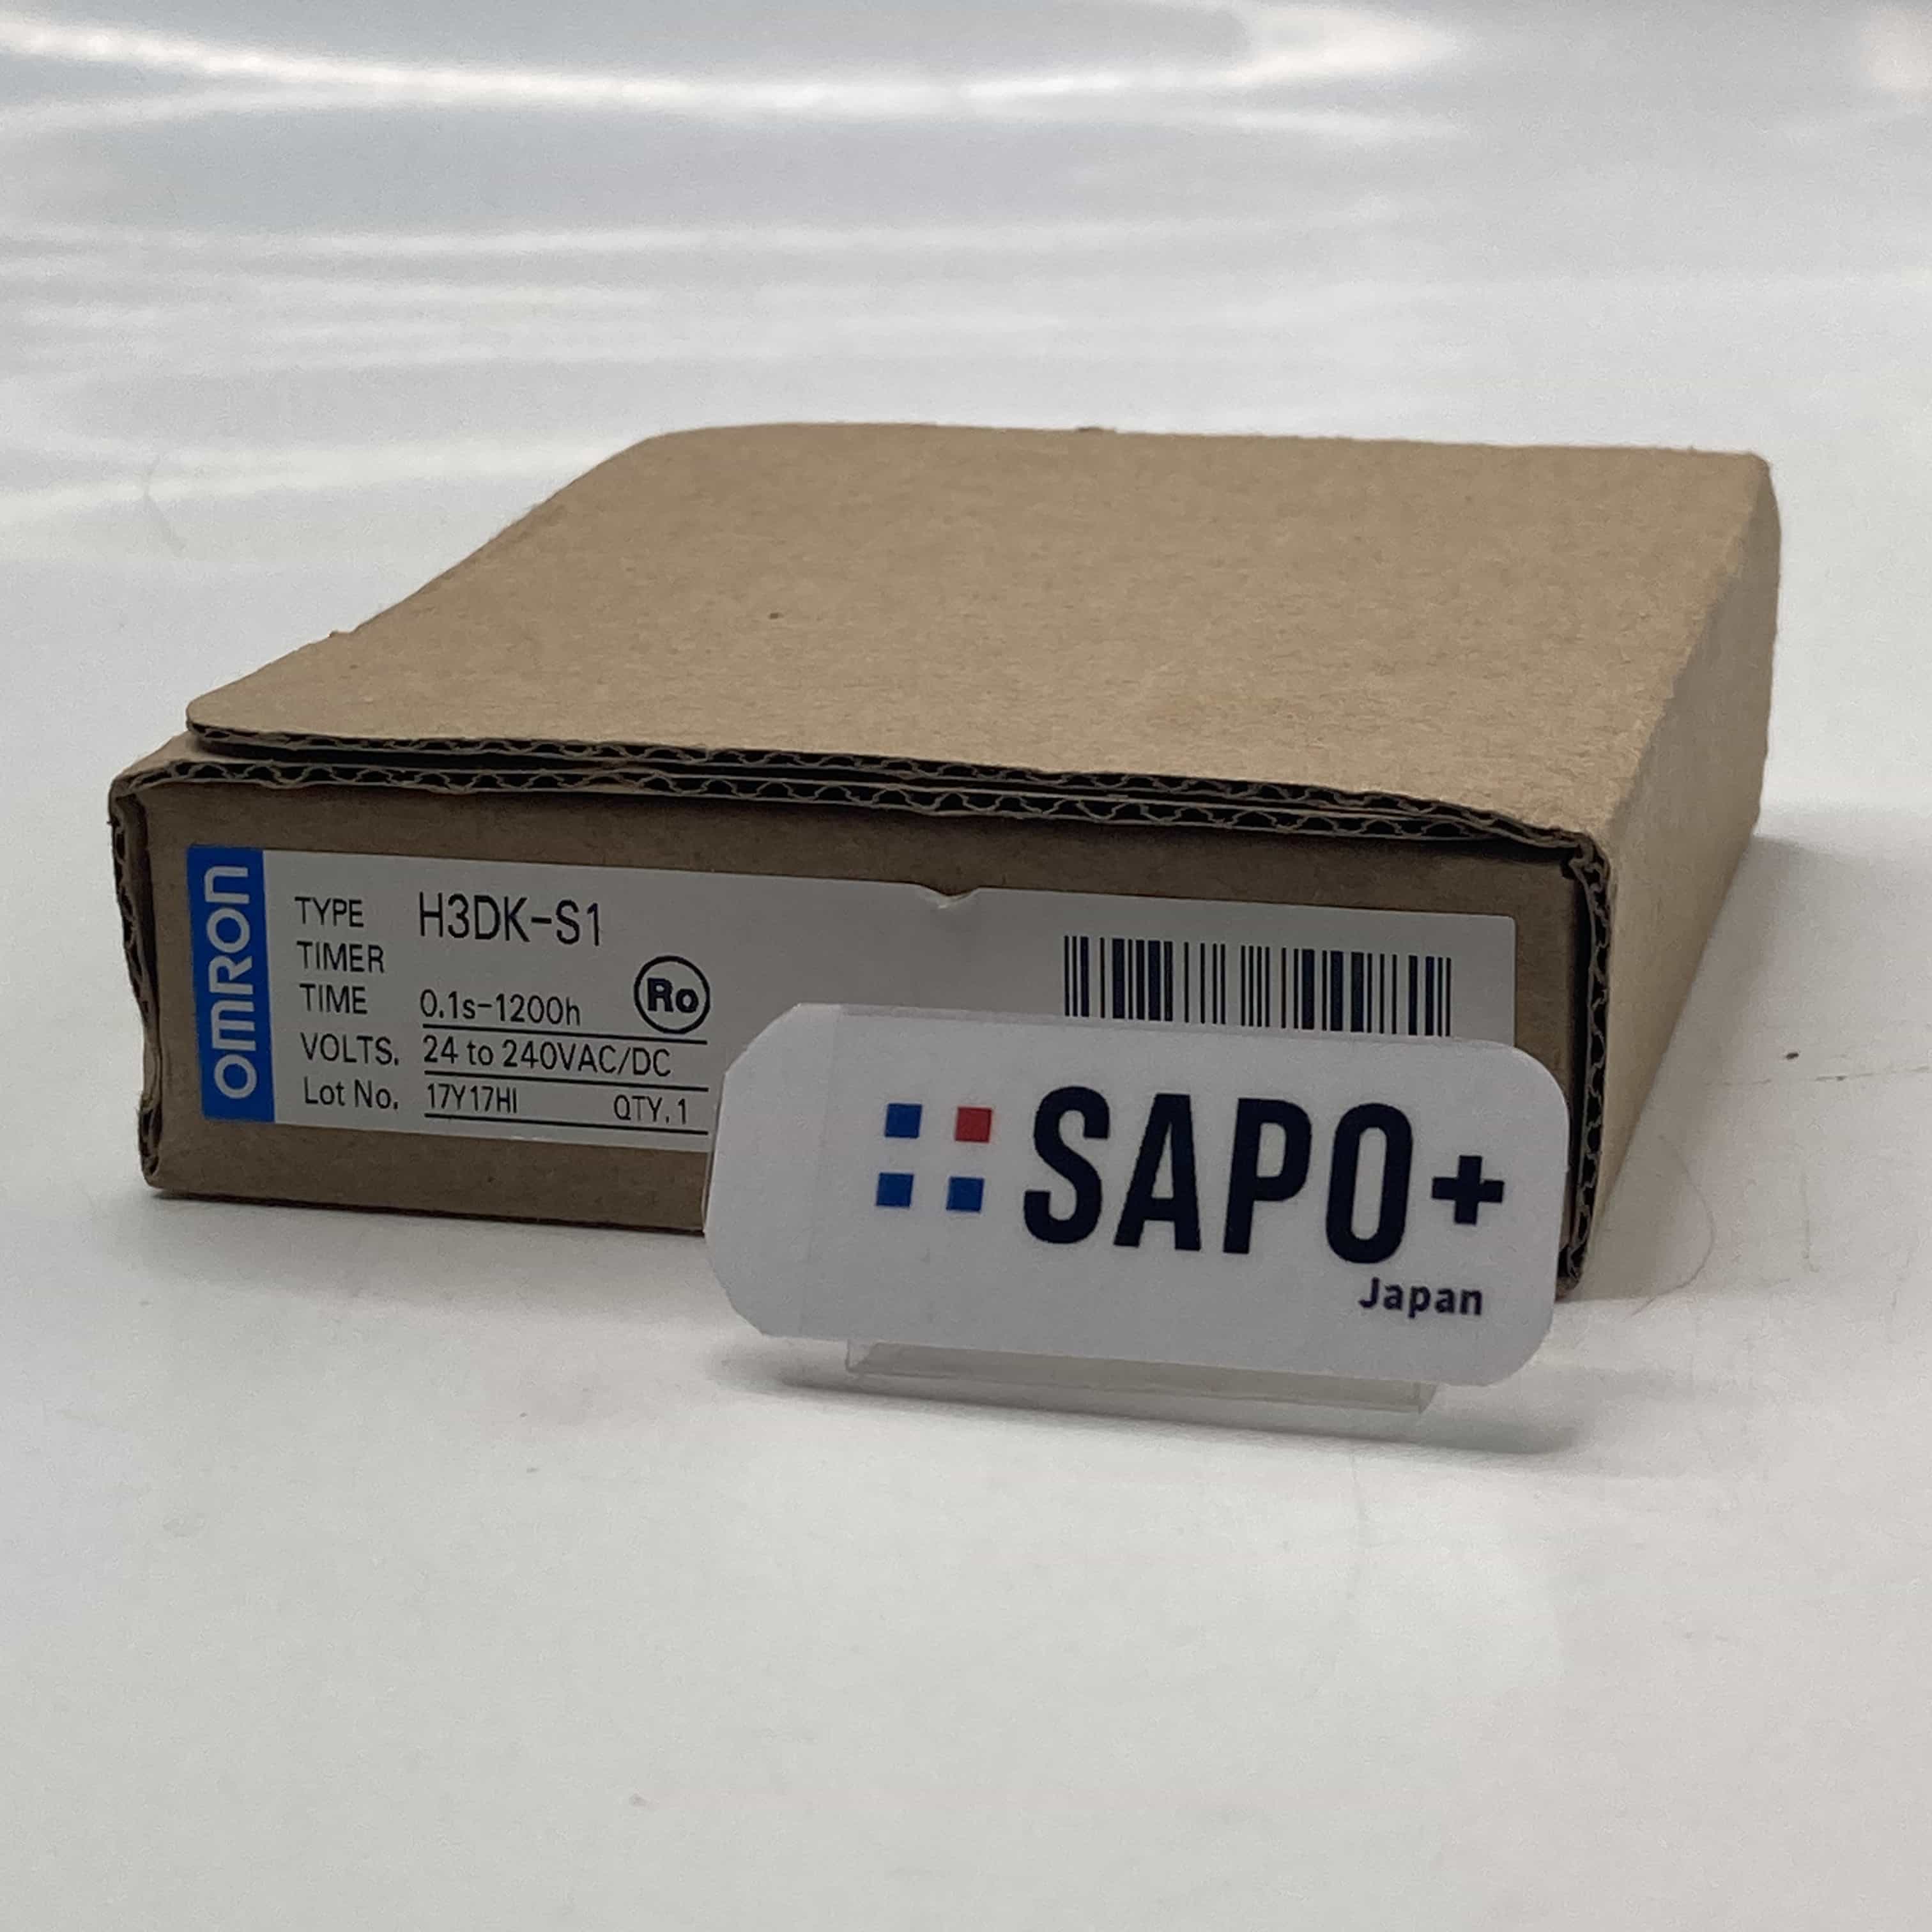 OMRON
TYPE H3DK-S1
TIMER
TIME 0.1s-1200h Ro
VOLTS. 24 to 240VAC/DC
Lot No. 17Y17HI QTY.1
SAPO+
Japan